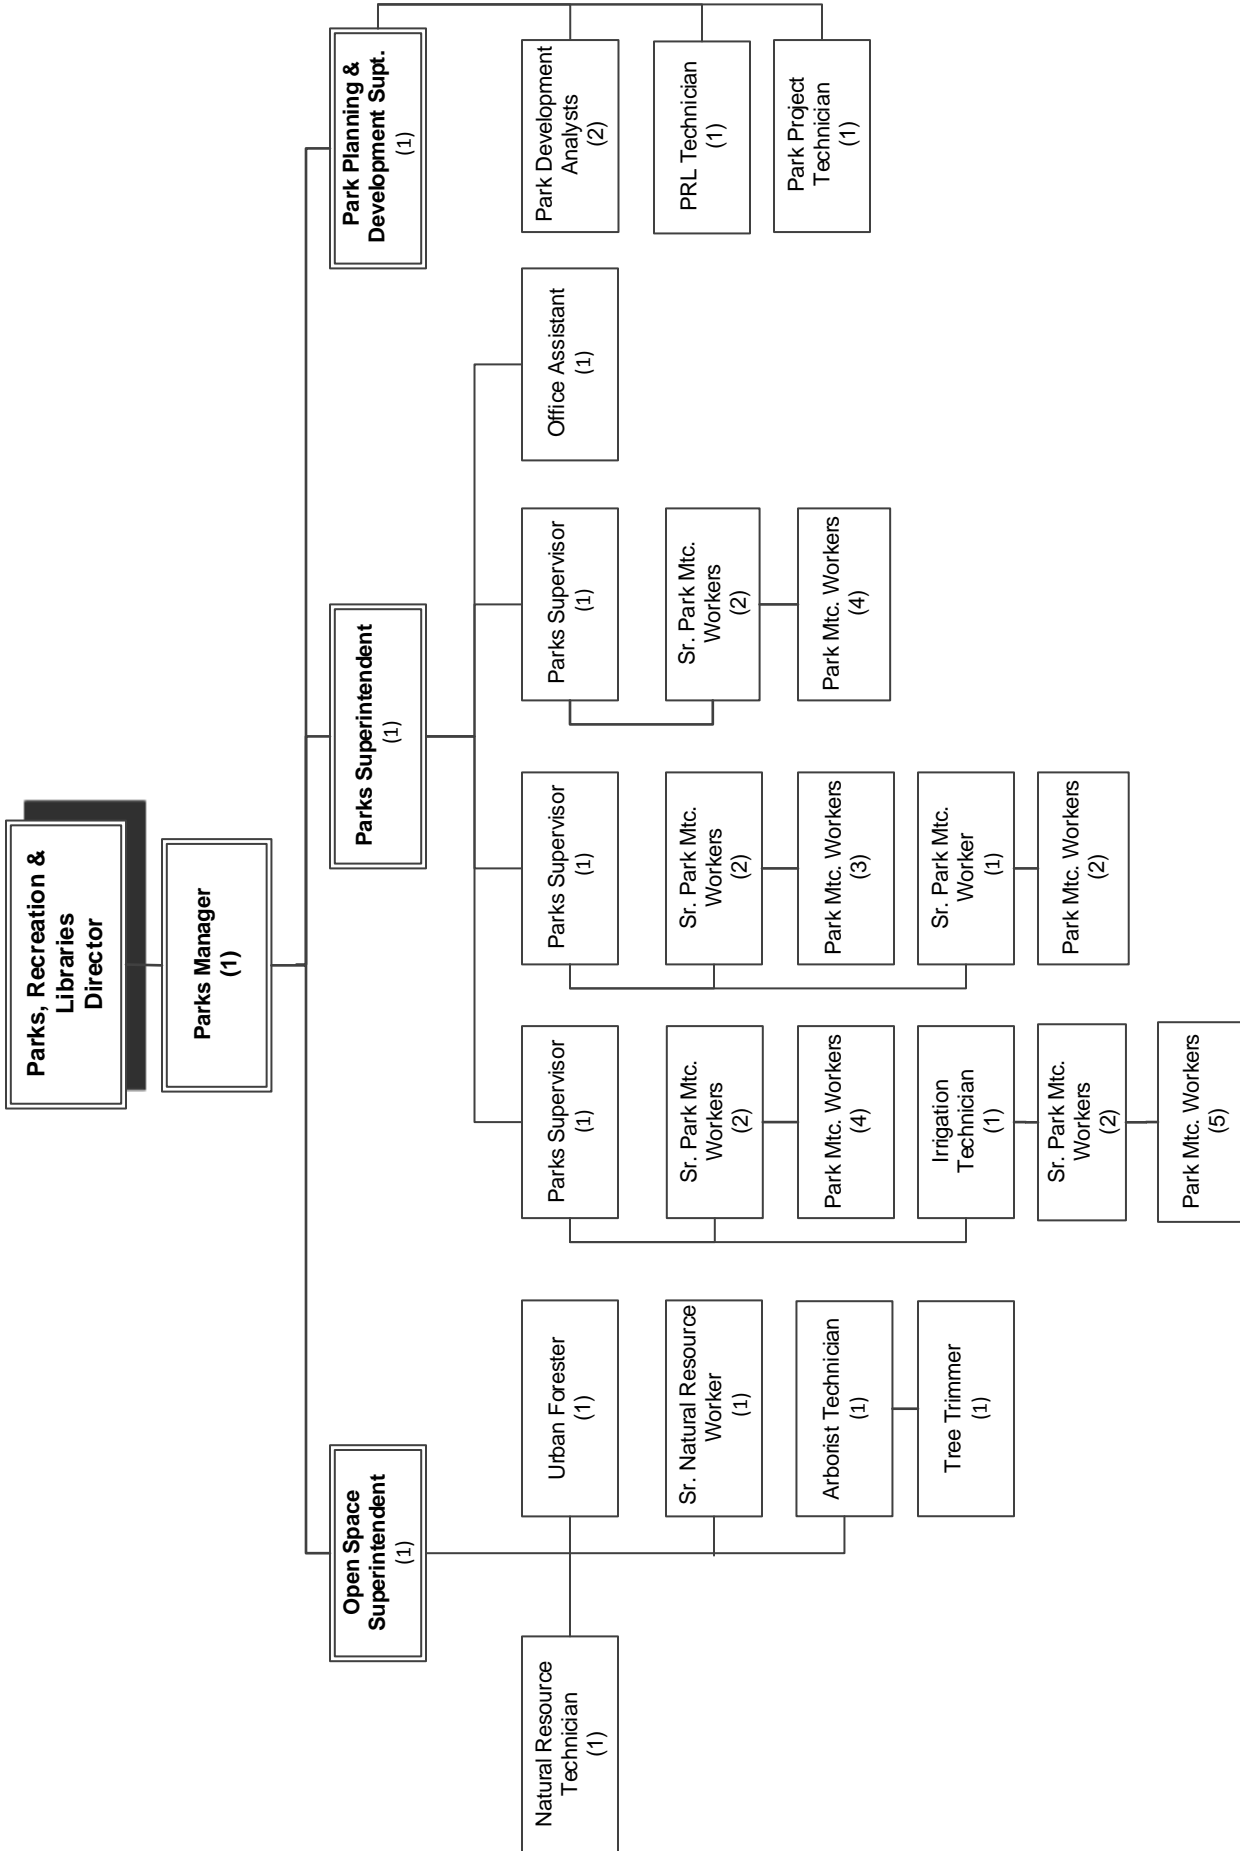 Parks, Recreation &
Libraries
Director
Parks Manager
(1)
Open Space
Superintendent
(1)
Parks Superintendent
(1)
Park Planning &
Development Supt.
(1)
Natural Resource
Technician
(1)
Urban Forester
(1)
Sr. Natural Resource
Worker
(1)
Arborist Technician
(1)
Tree Trimmer
(1)
Parks Supervisor
(1)
Sr. Park Mtc.
Workers
(2)
Park Mtc. Workers
(4)
Irrigation
Technician
(1)
Sr. Park Mtc.
Workers
(2)
Park Mtc. Workers
(5)
Parks Supervisor
(1)
Sr. Park Mtc.
Workers
(2)
Park Mtc. Workers
(3)
Sr. Park Mtc.
Worker
(1)
Park Mtc. Workers
(2)
Parks Supervisor
(1)
Sr. Park Mtc.
Workers
(2)
Park Mtc. Workers
(4)
Office Assistant
(1)
Park Development
Analysts
(2)
PRL Technician
(1)
Park Project
Technician
(1)